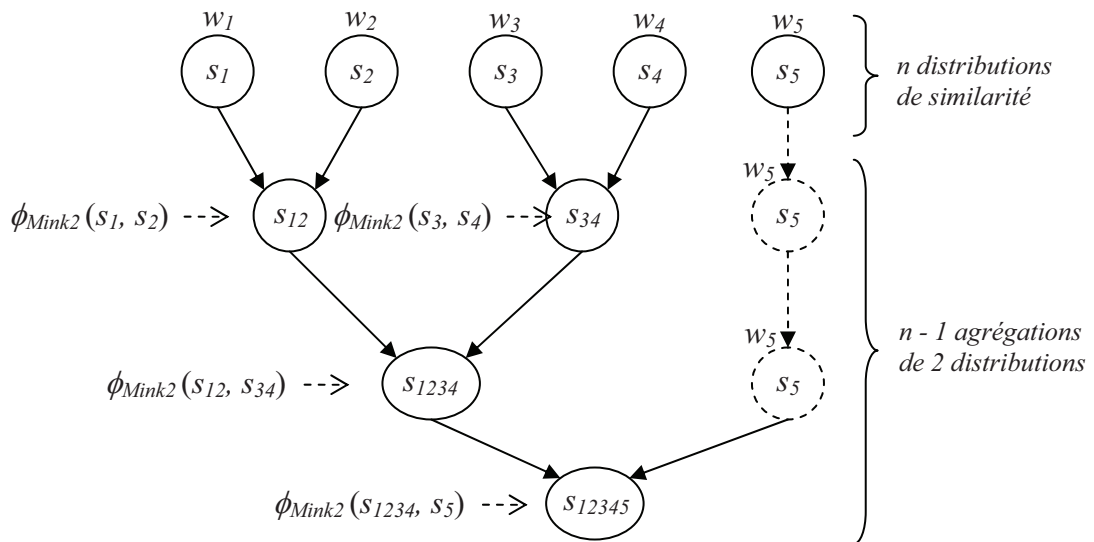 w1 w2 w3 w4 w5
s1 s2 s3 s4 s5
n distributions
de similarité
w5
ϕMink2 (s1, s2) s12 ϕMink2 (s3, s4) s34 s5
w5
n - 1 agrégations
de 2 distributions
ϕMink2 (s12, s34) s1234 s5
ϕMink2 (s1234, s5) s12345